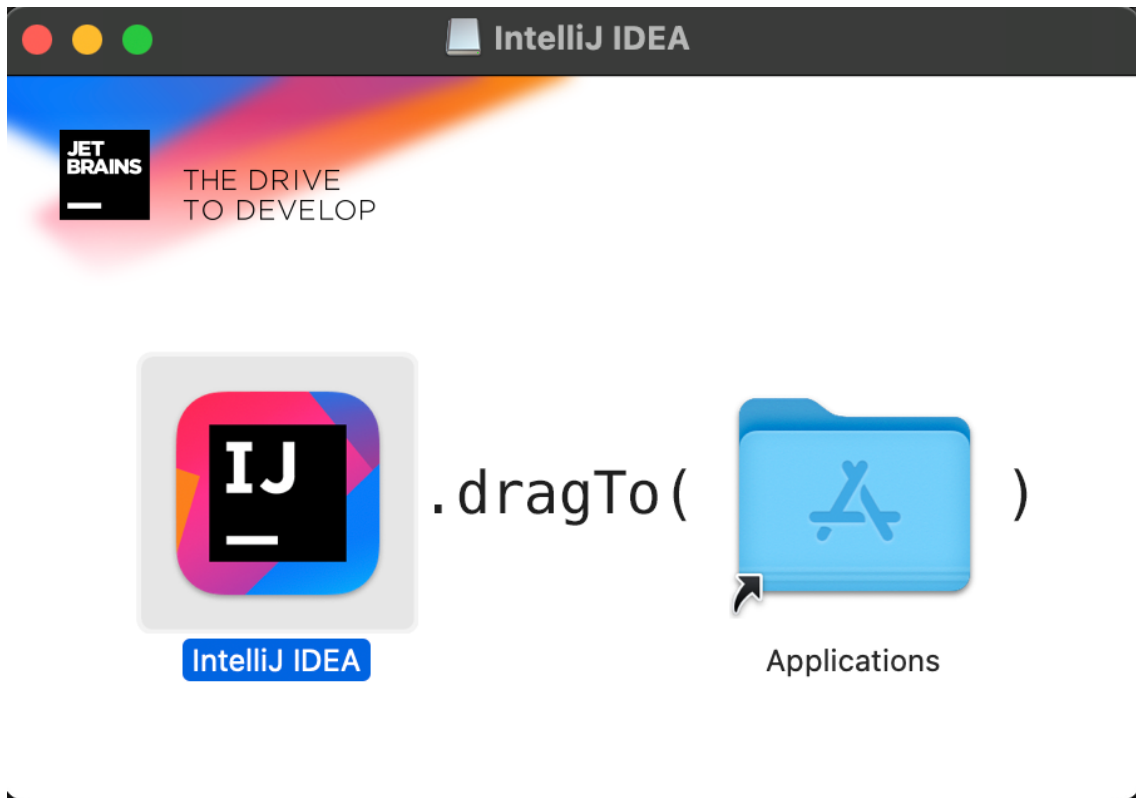 IntelliJ IDEA
JET
BRAINS
THE DRIVE
TO DEVELOP
IJ
.dragTo( )
IntelliJ IDEA
Applications